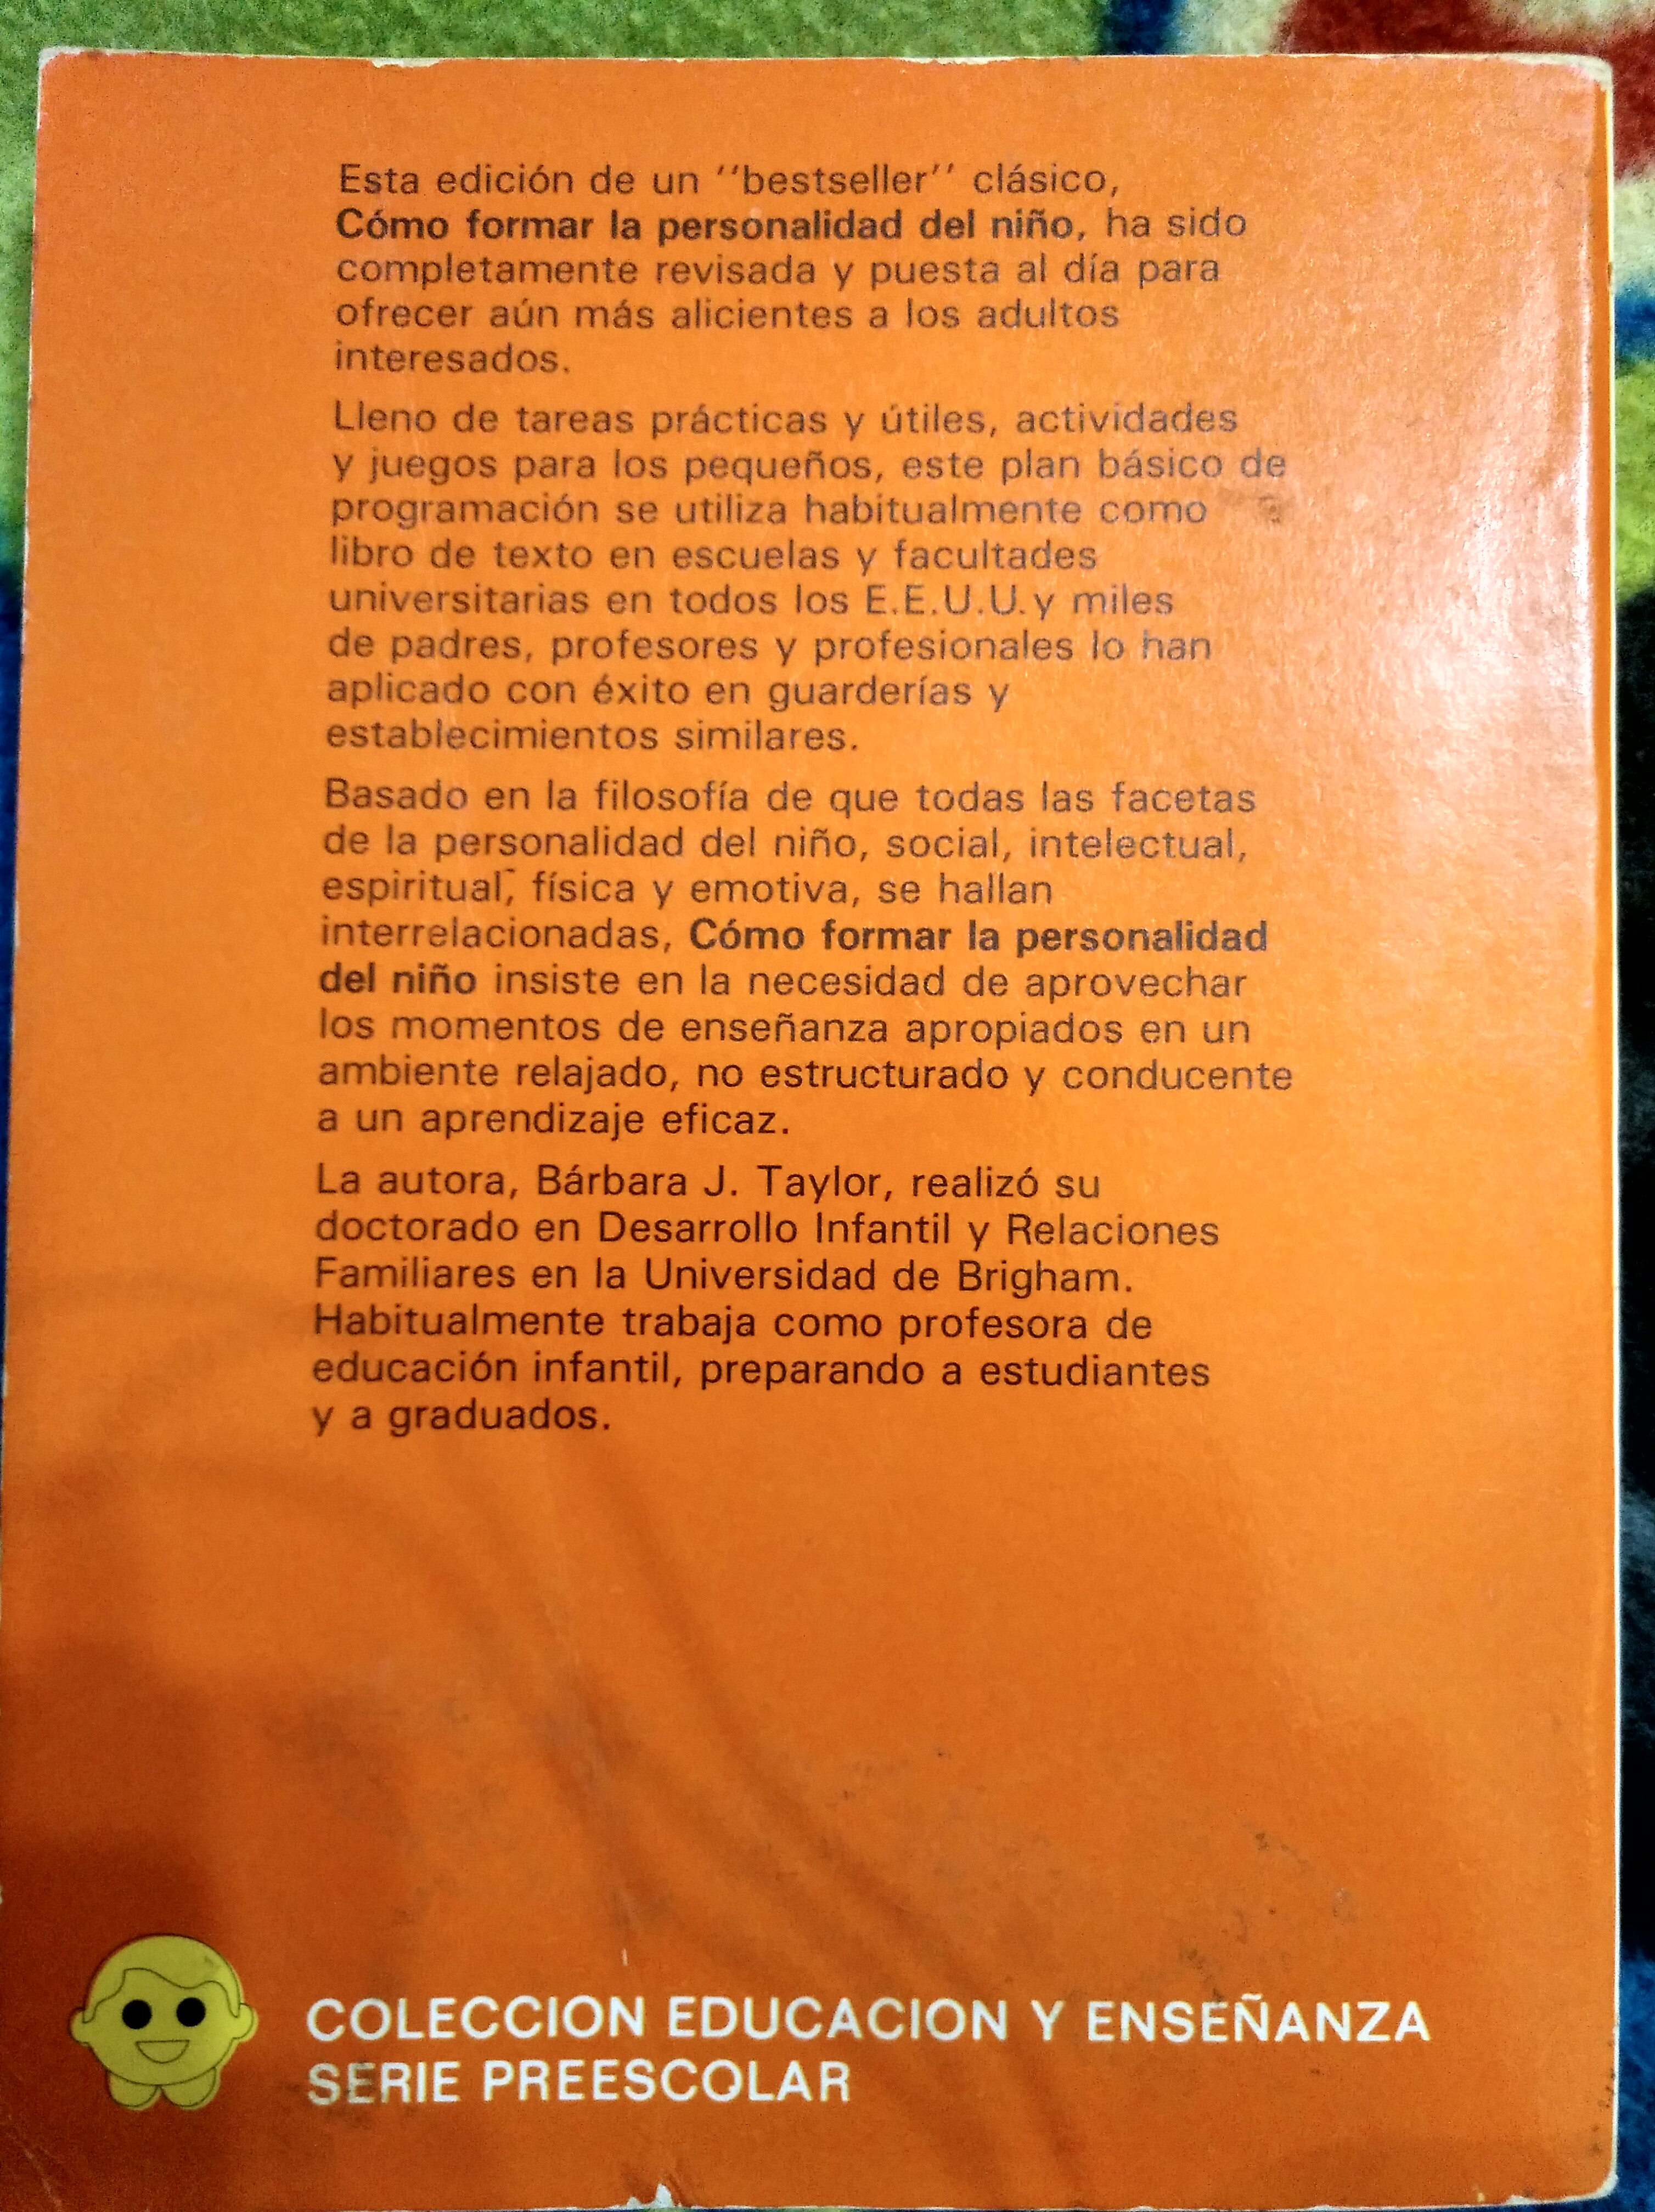 Esta edición de un ''bestseller'' clásico,
Cómo formar la personalidad del niño, ha sido
completamente revisada y puesta al día para
ofrecer aún más alicientes a los adultos
interesados.
Lleno de tareas prácticas y útiles, actividades
y juegos para los pequeños, este plan básico de
programación se utiliza habitualmente como
libro de texto en escuelas y facultades
universitarias en todos los E.E.U.U. y miles
de padres, profesores y profesionales lo han
aplicado con éxito en guarderías y
establecimientos similares.
Basado en la filosofía de que todas las facetas
de la personalidad del niño, social, intelectual,
espiritual, física y emotiva, se hallan
interrelacionadas, Cómo formar la personalidad
del niño insiste en la necesidad de aprovechar
los momentos de enseñanza apropiados en un
ambiente relajado, no estructurado y conducente
a un aprendizaje eficaz.
La autora, Bárbara J. Taylor, realizó su
doctorado en Desarrollo Infantil y Relaciones
Familiares en la Universidad de Brigham.
Habitualmente trabaja como profesora de
educación infantil, preparando a estudiantes
y a graduados.
COLECCION EDUCACION Y ENSEÑANZA
SERIE PREESCOLAR